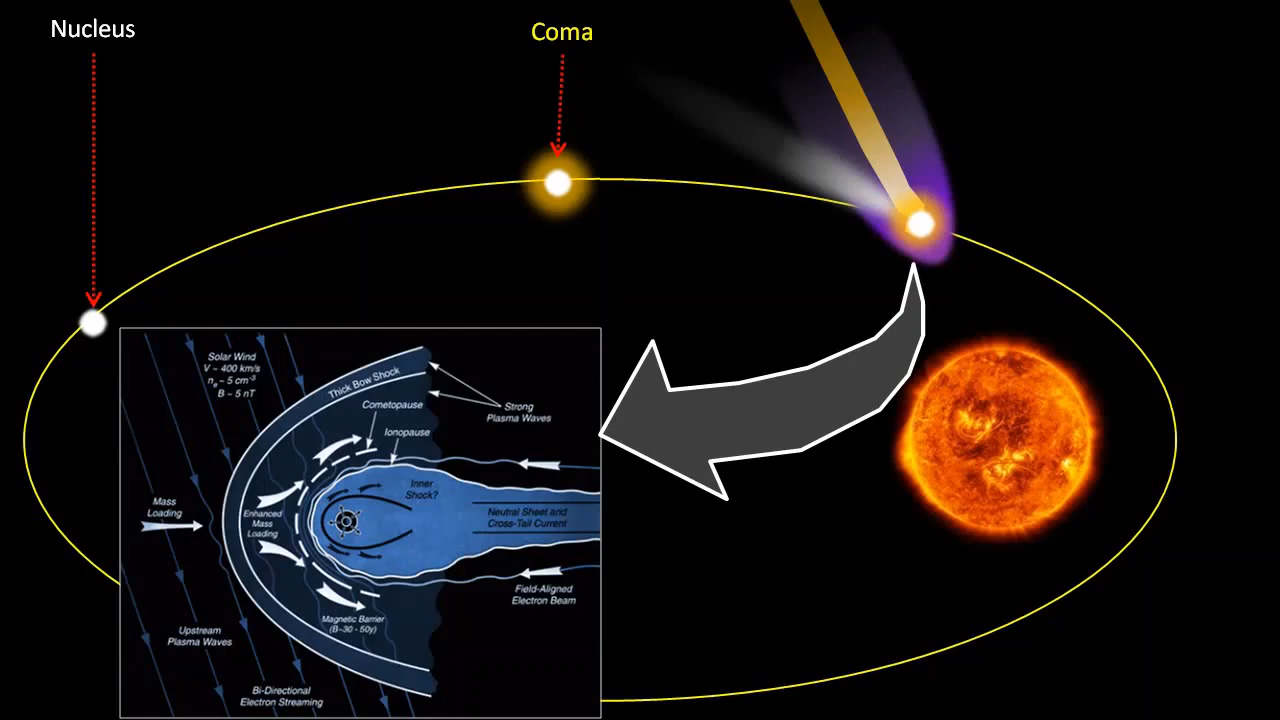 Nucleus
Coma
Solar Wind
V ~ 400 km/s
nₑ ~ 5 cm⁻³
B ~ 5 nT
Thick Bow Shock
Cometopause
Ionopause
Strong
Plasma Waves
Inner
Shock?
Mass
Loading
Enhanced
Mass
Loading
Neutral Sheet and
Cross-Tail Current
Field-Aligned
Electron Beam
Magnetic Barrier
(B~30 - 50γ)
Upstream
Plasma Waves
Bi-Directional
Electron Streaming